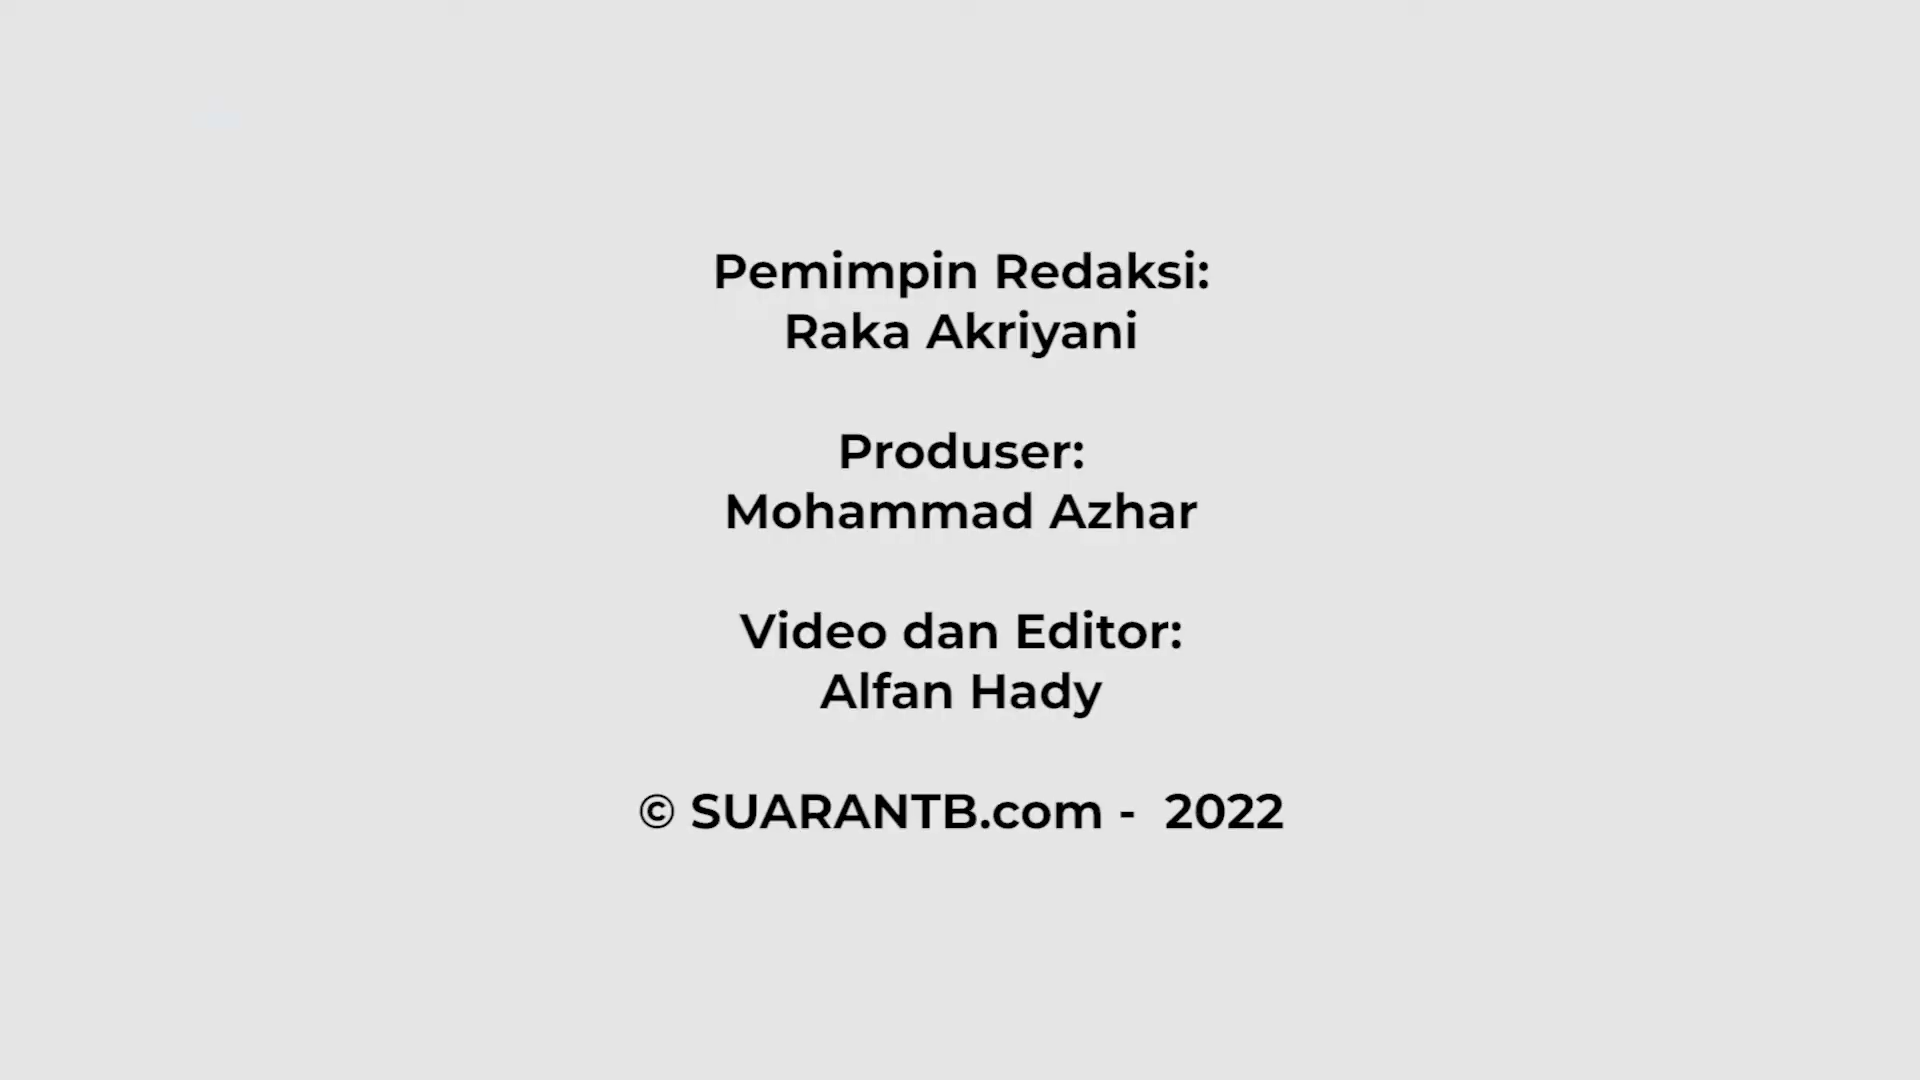 Pemimpin Redaksi:
Raka Akriyani
Produser:
Mohammad Azhar
Video dan Editor:
Alfan Hady
© SUARANTB.com - 2022